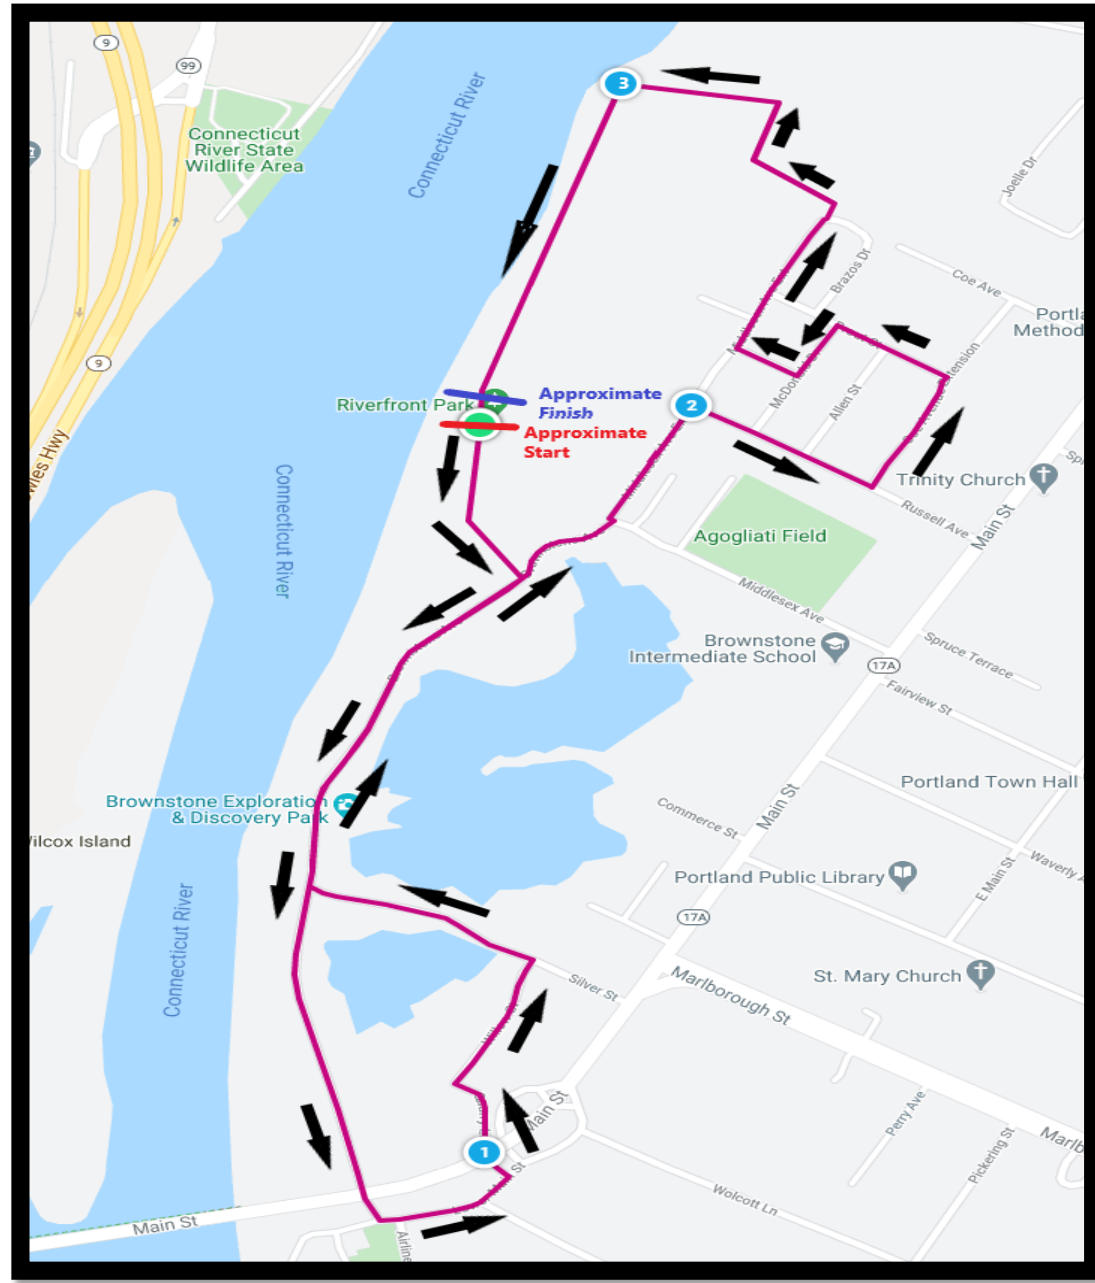 9
99
Connecticut
River State
Wildlife Area
Connecticut River
3
Joelle Dr
Brazos Dr
Coe Ave
9
Riverfront Park
Approximate
Finish
Approximate
Start
2
McDonald
Allen St
Extension
Trinity Church
Russell Ave
Main St
Agogliati Field
Connecticut River
Middlesex Ave
Brownstone
Intermediate School
17A
Spruce Terrace
Fairview St
Brownstone Exploration
& Discovery Park
Portland Town Hall
Main St
Commerce St
Portland Public Library
E Main St
Waverly
17A
Connecticut River
Silver St
Marlborough St
St. Mary Church
Main St
1
Perry Ave
Pickering St
Wolcott Ln
Main St